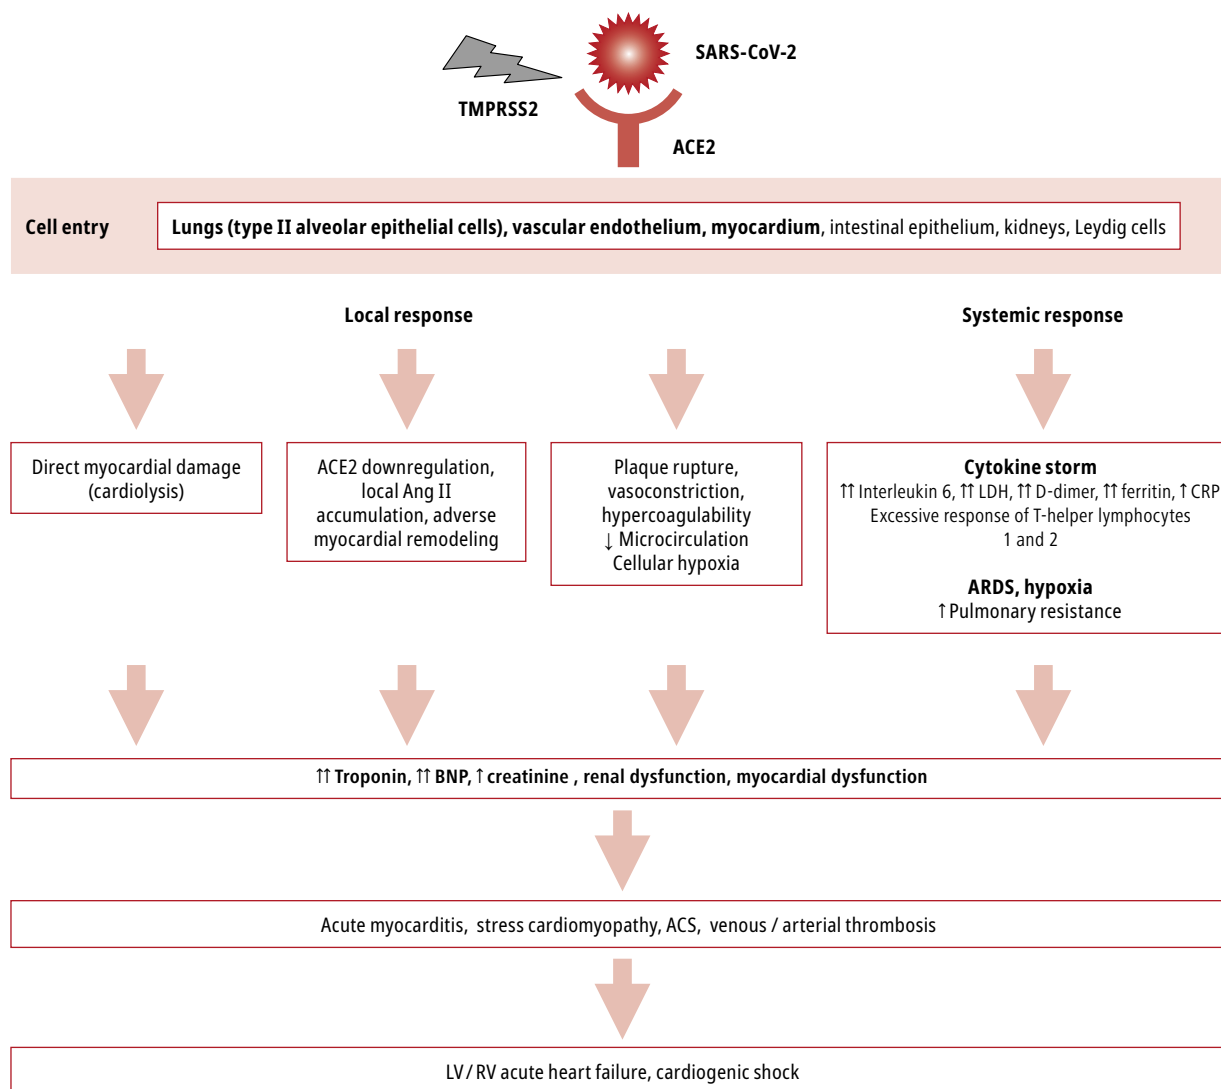 SARS-CoV-2
TMPRSS2
ACE2
Cell entry
Lungs (type II alveolar epithelial cells), vascular endothelium, myocardium, intestinal epithelium, kidneys, Leydig cells
Local response
Systemic response
Direct myocardial damage
(cardiolysis)
ACE2 downregulation,
local Ang II
accumulation, adverse
myocardial remodeling
Plaque rupture,
vasoconstriction,
hypercoagulability
↓ Microcirculation
Cellular hypoxia
Cytokine storm
↑↑ Interleukin 6, ↑↑ LDH, ↑↑ D-dimer, ↑↑ ferritin, ↑ CRP
Excessive response of T-helper lymphocytes
1 and 2
ARDS, hypoxia
↑ Pulmonary resistance
↑↑ Troponin, ↑↑ BNP, ↑ creatinine , renal dysfunction, myocardial dysfunction
Acute myocarditis, stress cardiomyopathy, ACS, venous / arterial thrombosis
LV / RV acute heart failure, cardiogenic shock